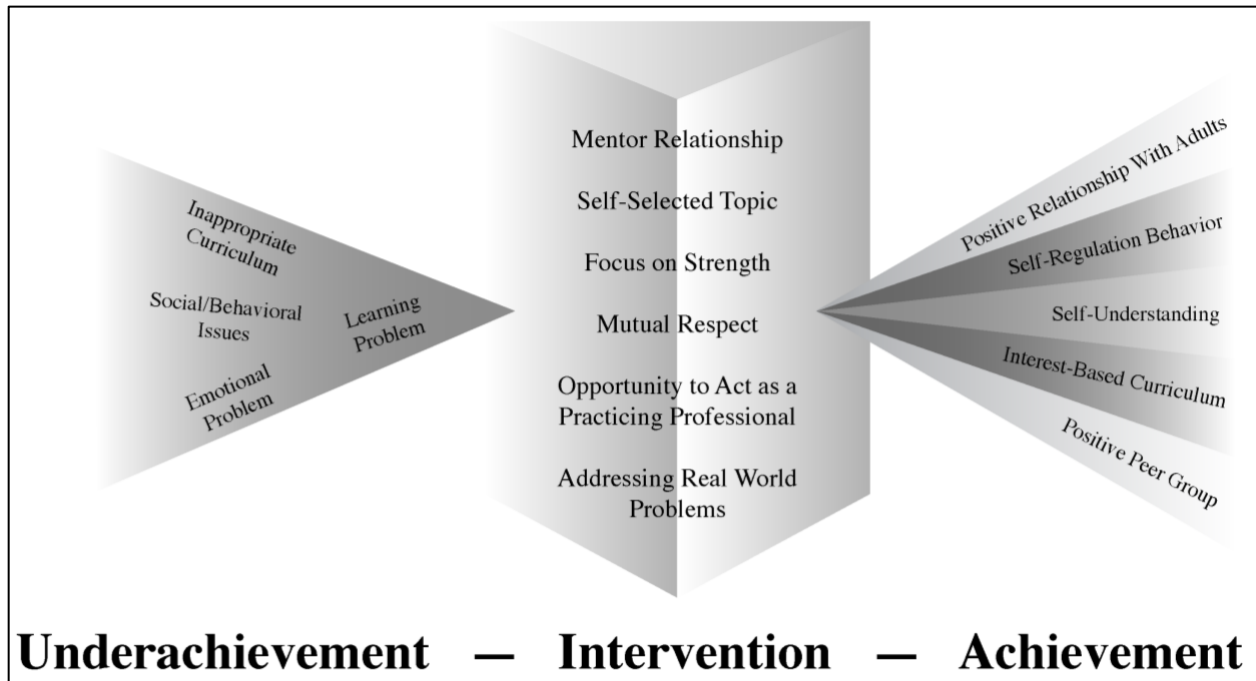 Inappropriate
Curriculum
Social/Behavioral
Issues
Learning
Problem
Emotional
Problem
Mentor Relationship
Self-Selected Topic
Focus on Strength
Mutual Respect
Opportunity to Act as a
Practicing Professional
Addressing Real World
Problems
Positive Relationship With Adults
Self-Regulation Behavior
Self-Understanding
Interest-Based Curriculum
Positive Peer Group
Underachievement — Intervention — Achievement